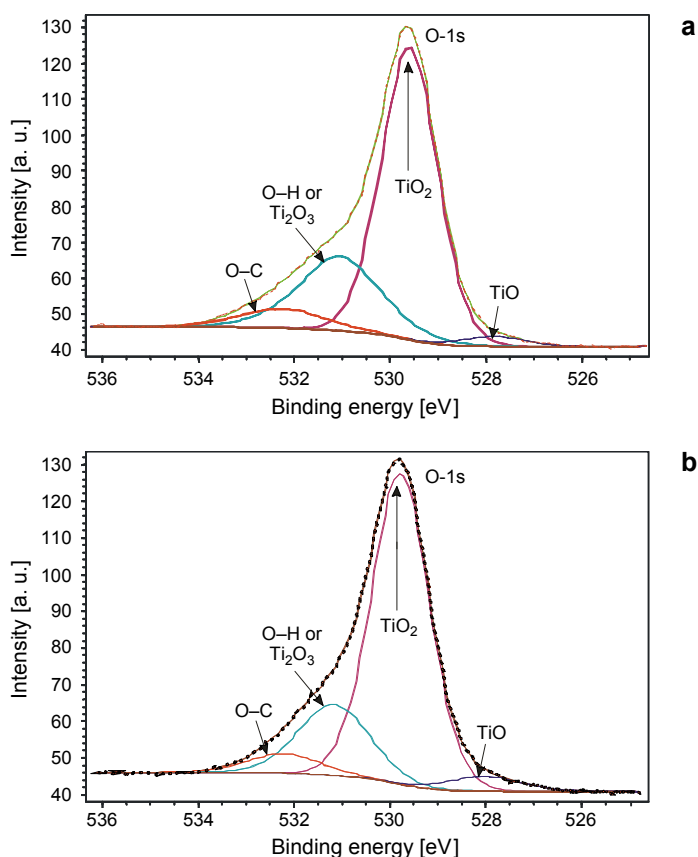 a
O-1s
130
120
110
100
90
80
70
60
50
40
Intensity [a. u.]
TiO₂
O–H or
Ti₂O₃
O–C
TiO
536
534
532
530
528
526
Binding energy [eV]
b
O-1s
130
120
110
100
90
80
70
60
50
40
Intensity [a. u.]
TiO₂
O–H or
Ti₂O₃
O–C
TiO
536
534
532
530
528
526
Binding energy [eV]